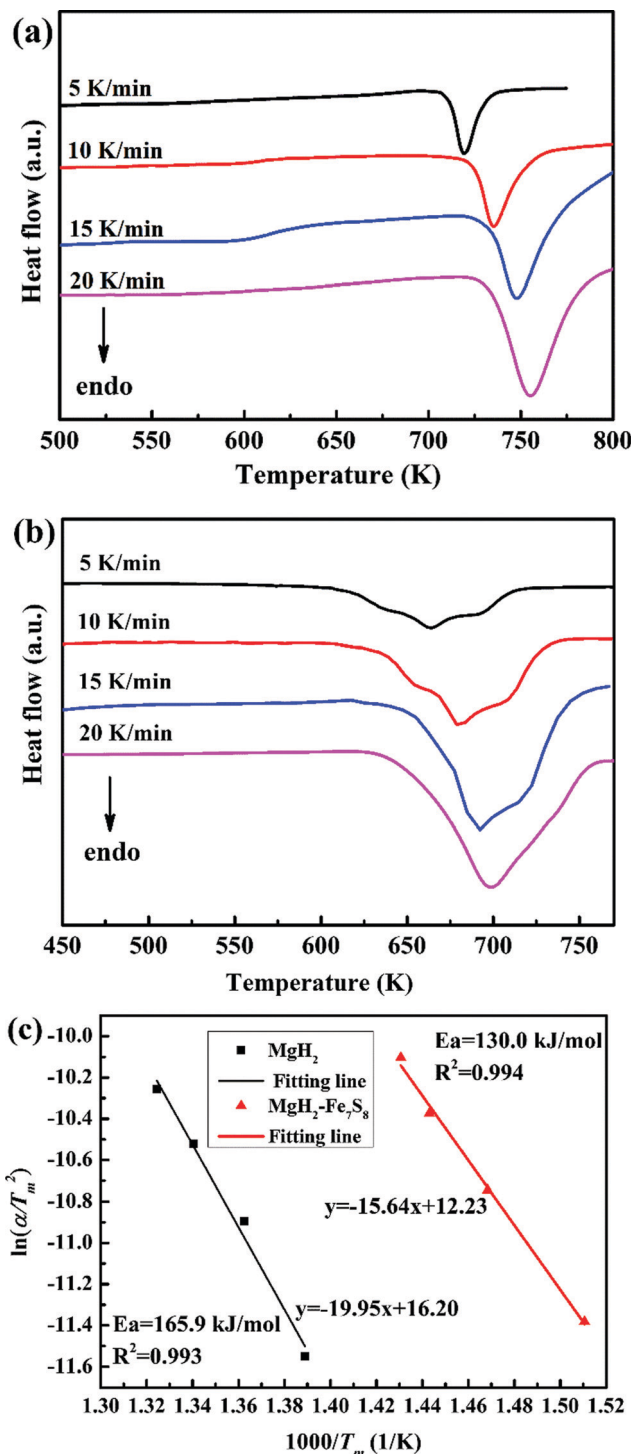 (a)
5 K/min
10 K/min
15 K/min
20 K/min
endo
Heat flow (a.u.)
500 550 600 650 700 750 800
Temperature (K)
(b)
5 K/min
10 K/min
15 K/min
20 K/min
endo
Heat flow (a.u.)
450 500 550 600 650 700 750
Temperature (K)
(c)
-10.0
-10.2
-10.4
-10.6
-10.8
-11.0
-11.2
-11.4
-11.6
ln(α/Tₘ²)
MgH₂
Fitting line
MgH₂-Fe₇S₈
Fitting line
Ea=130.0 kJ/mol
R²=0.994
y=-15.64x+12.23
y=-19.95x+16.20
Ea=165.9 kJ/mol
R²=0.993
1.30 1.32 1.34 1.36 1.38 1.40 1.42 1.44 1.46 1.48 1.50 1.52
1000/Tₘ (1/K)